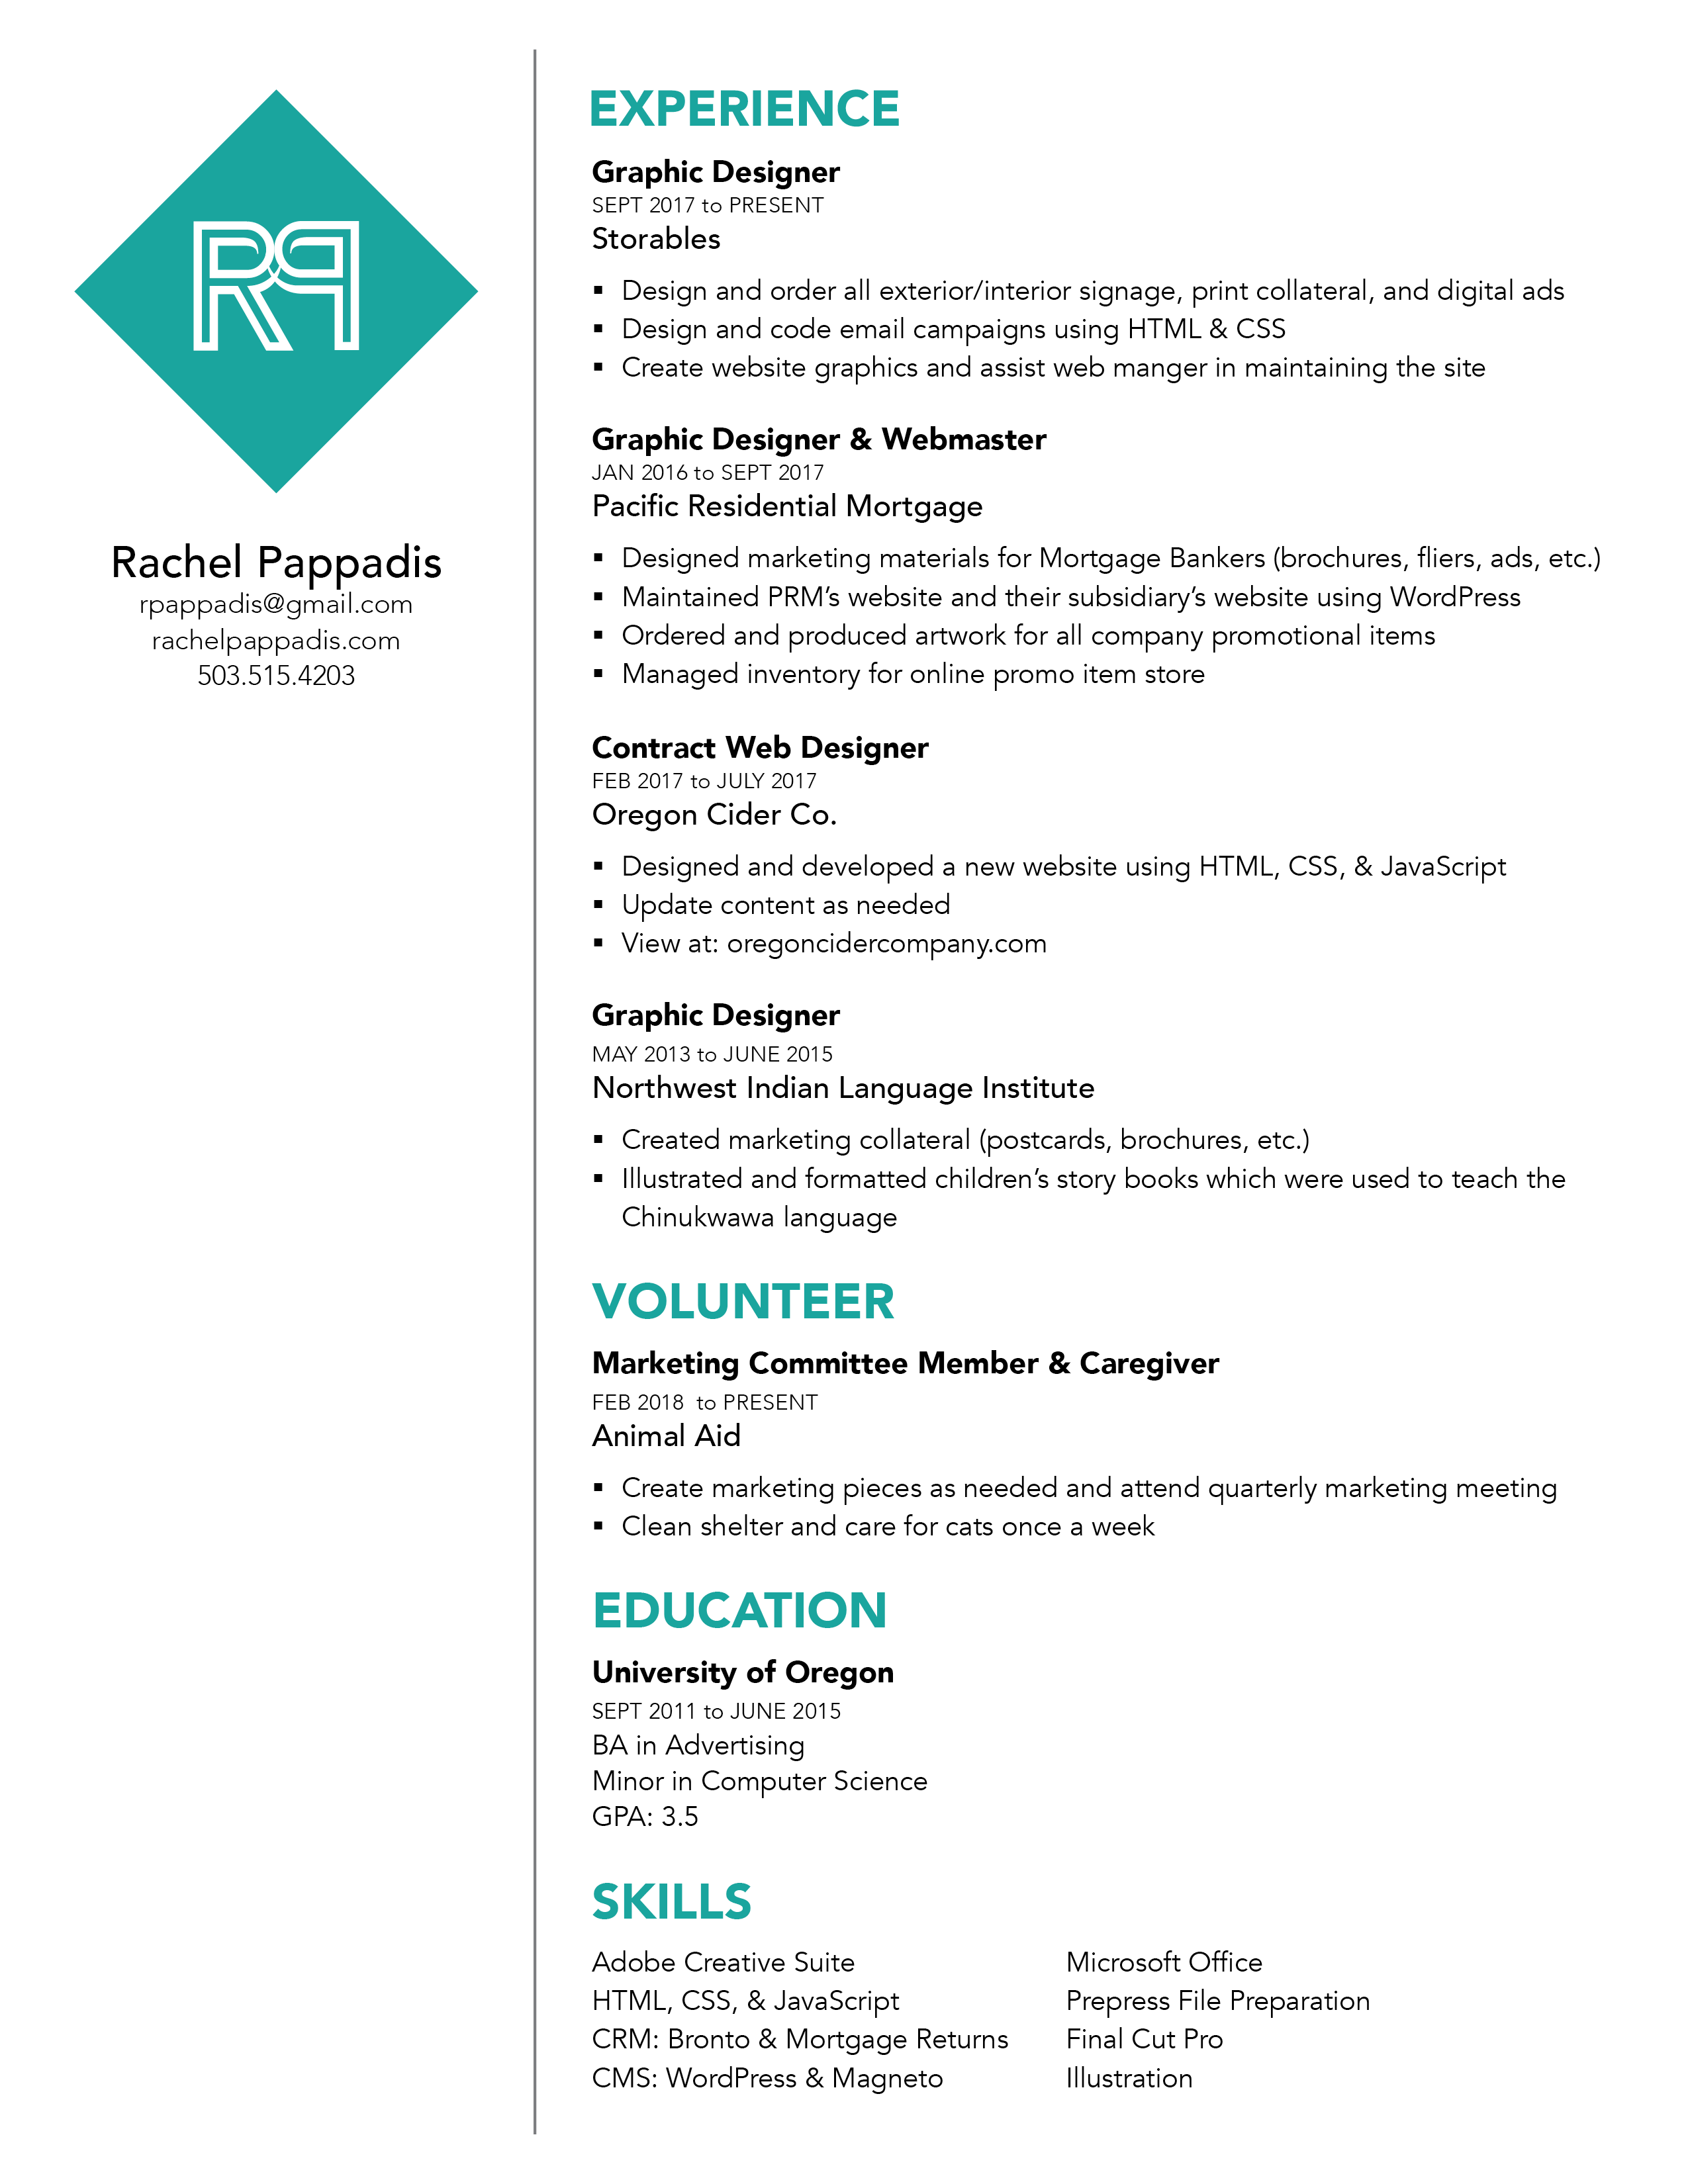 RP
Rachel Pappadis
rpappadis@gmail.com
rachelpappadis.com
503.515.4203
EXPERIENCE
Graphic Designer
SEPT 2017 to PRESENT
Storables
▪ Design and order all exterior/interior signage, print collateral, and digital ads
▪ Design and code email campaigns using HTML & CSS
▪ Create website graphics and assist web manger in maintaining the site
Graphic Designer & Webmaster
JAN 2016 to SEPT 2017
Pacific Residential Mortgage
▪ Designed marketing materials for Mortgage Bankers (brochures, fliers, ads, etc.)
▪ Maintained PRM’s website and their subsidiary’s website using WordPress
▪ Ordered and produced artwork for all company promotional items
▪ Managed inventory for online promo item store
Contract Web Designer
FEB 2017 to JULY 2017
Oregon Cider Co.
▪ Designed and developed a new website using HTML, CSS, & JavaScript
▪ Update content as needed
▪ View at: oregoncidercompany.com
Graphic Designer
MAY 2013 to JUNE 2015
Northwest Indian Language Institute
▪ Created marketing collateral (postcards, brochures, etc.)
▪ Illustrated and formatted children’s story books which were used to teach the
Chinukwawa language
VOLUNTEER
Marketing Committee Member & Caregiver
FEB 2018 to PRESENT
Animal Aid
▪ Create marketing pieces as needed and attend quarterly marketing meeting
▪ Clean shelter and care for cats once a week
EDUCATION
University of Oregon
SEPT 2011 to JUNE 2015
BA in Advertising
Minor in Computer Science
GPA: 3.5
SKILLS
Adobe Creative Suite
HTML, CSS, & JavaScript
CRM: Bronto & Mortgage Returns
CMS: WordPress & Magneto
Microsoft Office
Prepress File Preparation
Final Cut Pro
Illustration